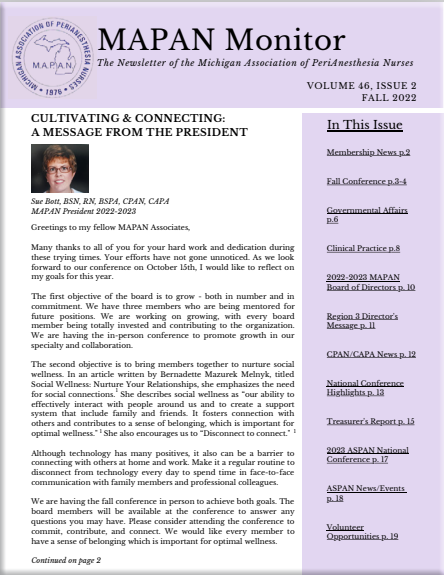 MICHIGAN ASSOCIATION OF PERIANESTHESIA NURSES
M.A.P.A.N.
• 1976 •
MAPAN Monitor
The Newsletter of the Michigan Association of PeriAnesthesia Nurses
VOLUME 46, ISSUE 2
FALL 2022
CULTIVATING & CONNECTING:
A MESSAGE FROM THE PRESIDENT
Sue Bott, BSN, RN, BSPA, CPAN, CAPA
MAPAN President 2022-2023
Greetings to my fellow MAPAN Associates,
Many thanks to all of you for your hard work and dedication during
these trying times. Your efforts have not gone unnoticed. As we look
forward to our conference on October 15th, I would like to reflect on
my goals for this year.
The first objective of the board is to grow - both in number and in
commitment. We have three members who are being mentored for
future positions. We are working on growing, with every board
member being totally invested and contributing to the organization.
We are having the in-person conference to promote growth in our
specialty and collaboration.
The second objective is to bring members together to nurture social
wellness. In an article written by Bernadette Mazurek Melnyk, titled
Social Wellness: Nurture Your Relationships, she emphasizes the need
for social connections.¹ She describes social wellness as “our ability to
effectively interact with people around us and to create a support
system that include family and friends. It fosters connection with
others and contributes to a sense of belonging, which is important for
optimal wellness.” ¹ She also encourages us to “Disconnect to connect.” ¹
Although technology has many positives, it also can be a barrier to
connecting with others at home and work. Make it a regular routine to
disconnect from technology every day to spend time in face-to-face
communication with family members and professional colleagues.
We are having the fall conference in person to achieve both goals. The
board members will be available at the conference to answer any
questions you may have. Please consider attending the conference to
commit, contribute, and connect. We would like every member to
have a sense of belonging which is important for optimal wellness.
Continued on page 2
In This Issue
Membership News p.2
Fall Conference p.3-4
Governmental Affairs
p.6
Clinical Practice p.8
2022-2023 MAPAN
Board of Directors p. 10
Region 3 Director's
Message p. 11
CPAN/CAPA News p. 12
National Conference
Highlights p. 13
Treasurer's Report p. 15
2023 ASPAN National
Conference p. 17
ASPAN News/Events
p. 18
Volunteer
Opportunities p. 19